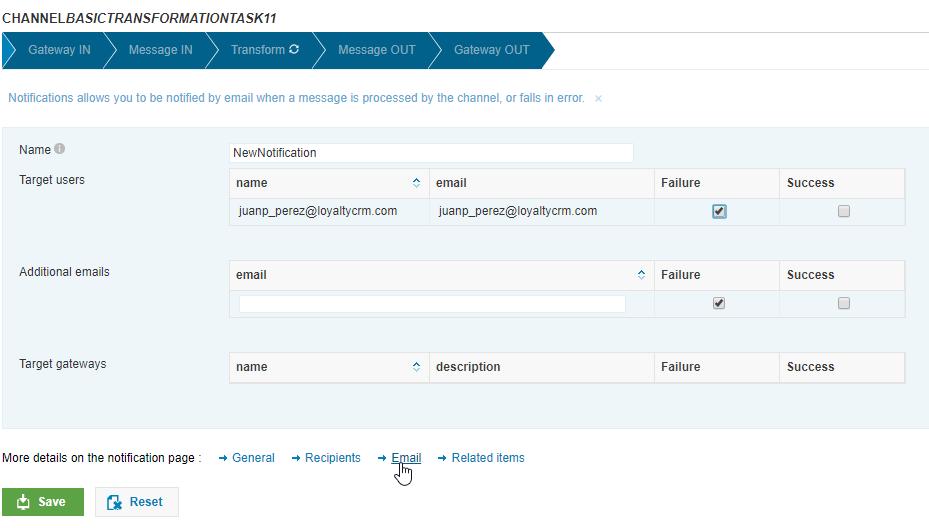 CHANNELBASICTRANSFORMATIONTASK11
Gateway IN Message IN Transform Message OUT Gateway OUT
Notifications allows you to be notified by email when a message is processed by the channel, or falls in error. ×
Name NewNotification
Target users name email Failure Success
juanp_perez@loyaltycrm.com juanp_perez@loyaltycrm.com
Additional emails email Failure Success
Target gateways name description Failure Success
More details on the notification page : General Recipients Email Related items
Save Reset